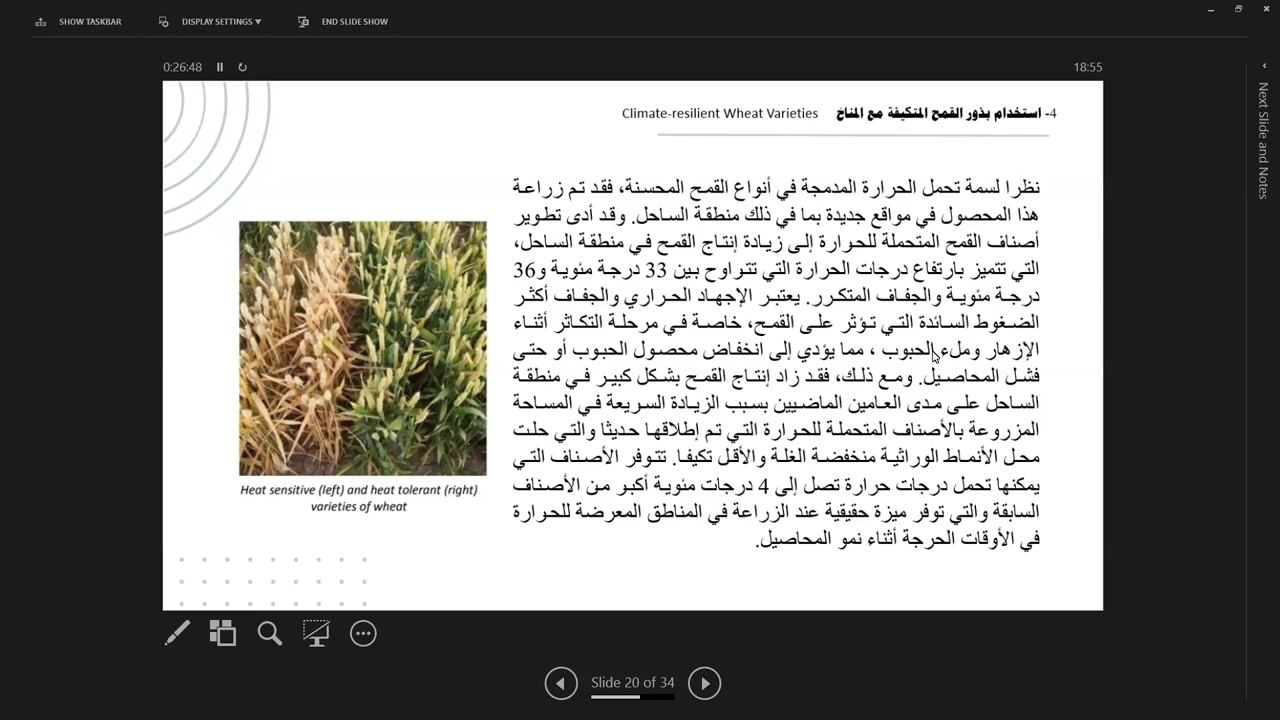 SHOW TASKBAR
DISPLAY SETTINGS ▼
END SLIDE SHOW
0:26:48
18:55
Next Slide and Notes
4- استخدام بذور القمح المتكيفة مع المناخ Climate-resilient Wheat Varieties
نظرا لسمة تحمل الحرارة المدمجة في أنواع القمح المحسنة، فقد تم زراعة
هذا المحصول في مواقع جديدة بما في ذلك منطقة الساحل. وقد أدى تطوير
أصناف القمح المتحملة للحرارة إلى زيادة إنتاج القمح في منطقة الساحل،
التي تتميز بارتفاع درجات الحرارة التي تتراوح بين 33 درجة مئوية و36
درجة مئوية والجفاف المتكرر. يعتبر الإجهاد الحراري والجفاف أكثر
الضغوط السائدة التي تؤثر على القمح، خاصة في مرحلة التكاثر أثناء
الإزهار وملء الحبوب ، مما يؤدي إلى انخفاض محصول الحبوب أو حتى
فشل المحاصيل. ومع ذلك، فقد زاد إنتاج القمح بشكل كبير في منطقة
الساحل على مدى العامين الماضيين بسبب الزيادة السريعة في المساحة
المزروعة بالأصناف المتحملة للحرارة التي تم إطلاقها حديثا والتي حلت
محل الأنماط الوراثية منخفضة الغلة والأقل تكيفا. تتوفر الأصناف التي
يمكنها تحمل درجات حرارة تصل إلى 4 درجات مئوية أكبر من الأصناف
السابقة والتي توفر ميزة حقيقية عند الزراعة في المناطق المعرضة للحرارة
في الأوقات الحرجة أثناء نمو المحاصيل.
Heat sensitive (left) and heat tolerant (right)
varieties of wheat
Slide 20 of 34